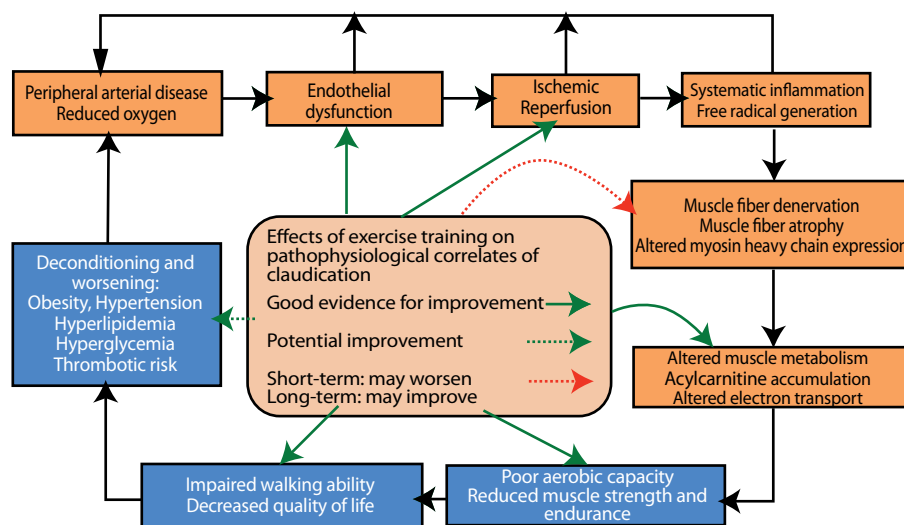 Peripheral arterial disease
Reduced oxygen
Endothelial
dysfunction
Ischemic
Reperfusion
Systematic inflammation
Free radical generation
Muscle fiber denervation
Muscle fiber atrophy
Altered myosin heavy chain expression
Effects of exercise training on
pathophysiological correlates of
claudication
Good evidence for improvement
Potential improvement
Short-term: may worsen
Long-term: may improve
Deconditioning and
worsening:
Obesity, Hypertension
Hyperlipidemia
Hyperglycemia
Thrombotic risk
Altered muscle metabolism
Acylcarnitine accumulation
Altered electron transport
Impaired walking ability
Decreased quality of life
Poor aerobic capacity
Reduced muscle strength and
endurance